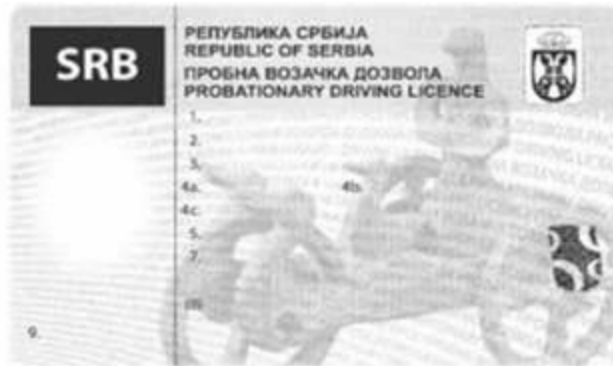 SRB
РЕПУБЛИКА СРБИЈА
REPUBLIC OF SERBIA
ПРОБНА ВОЗАЧКА ДОЗВОЛА
PROBATIONARY DRIVING LICENCE
1.
2.
3.
4a. 4b.
4c.
5.
7.
9.